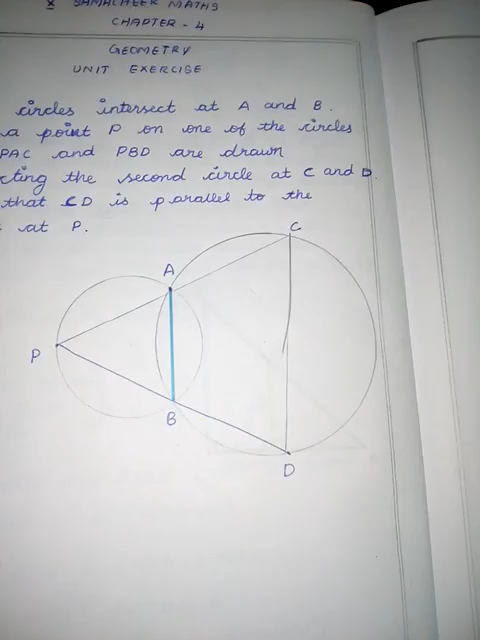 X SAMACHEER MATHS
CHAPTER - 4
GEOMETRY
UNIT EXERCISE
circles intersect at A and B.
a point P on one of the circles
PAC and PBD are drawn
cting the second circle at C and D.
that CD is parallel to the
at P.
C
A
P
B
D